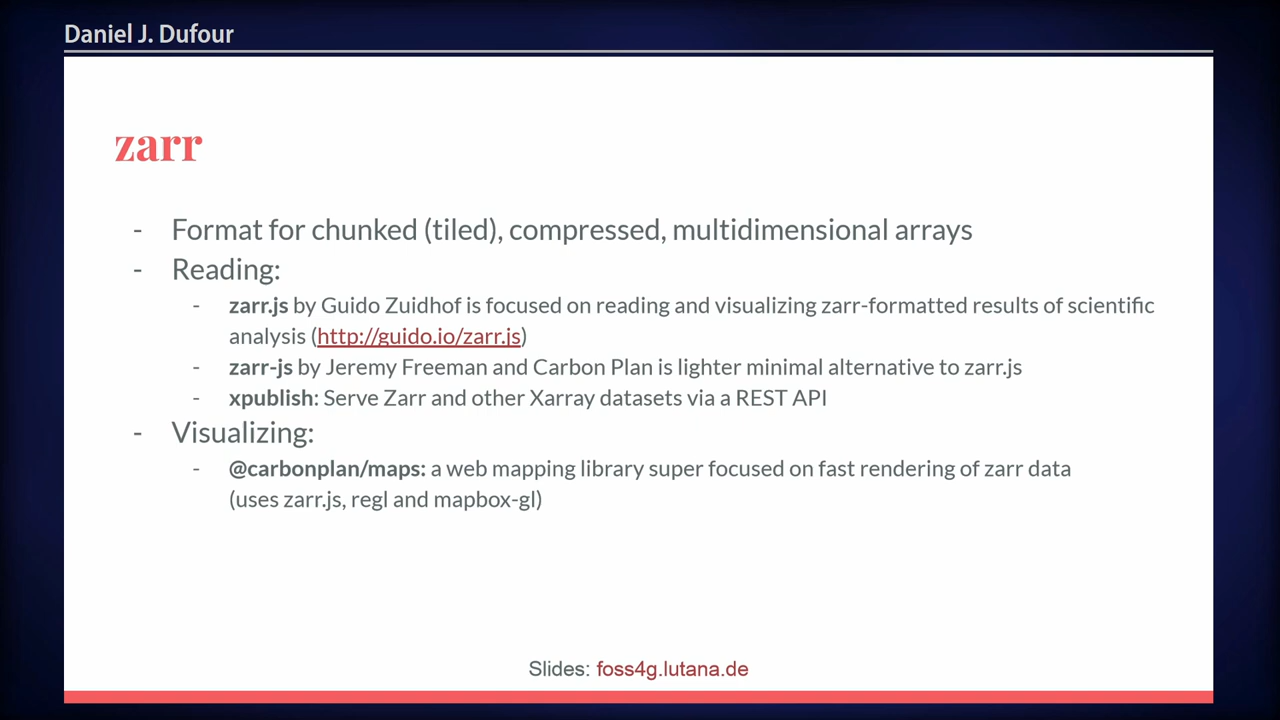 Daniel J. Dufour
zarr
- Format for chunked (tiled), compressed, multidimensional arrays
- Reading:
- zarr.js by Guido Zuidhof is focused on reading and visualizing zarr-formatted results of scientific
analysis (http://guido.io/zarr.js)
- zarr-js by Jeremy Freeman and Carbon Plan is lighter minimal alternative to zarr.js
- xpublish: Serve Zarr and other Xarray datasets via a REST API
- Visualizing:
- @carbonplan/maps: a web mapping library super focused on fast rendering of zarr data
(uses zarr.js, regl and mapbox-gl)
Slides: foss4g.lutana.de